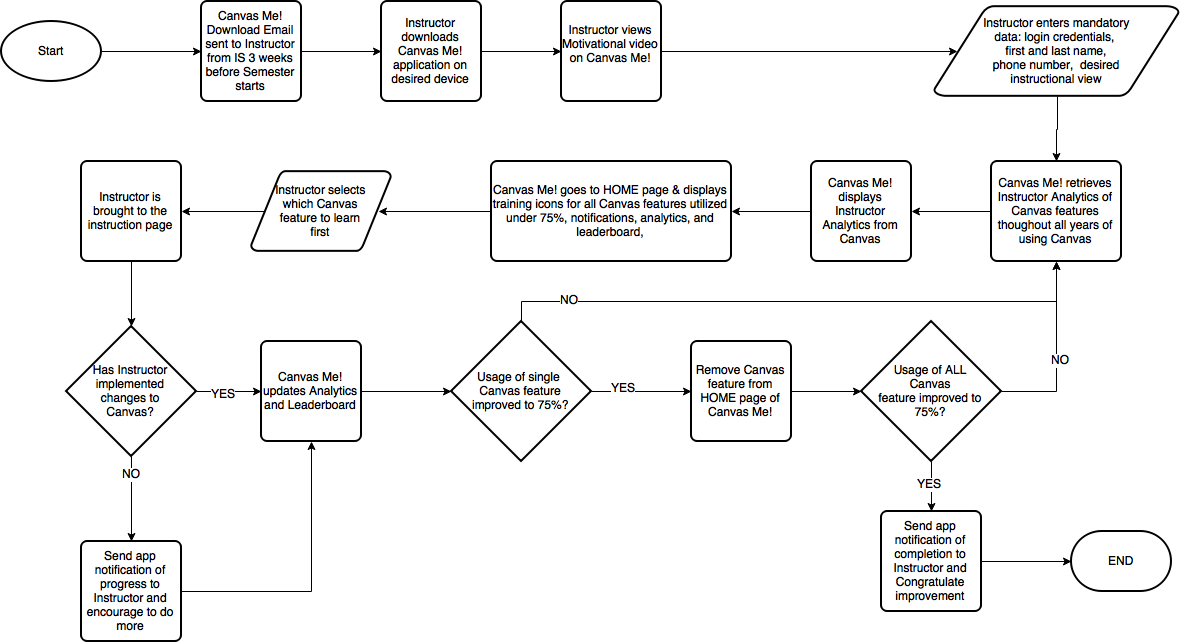 Start
Canvas Me!
Download Email
sent to Instructor
from IS 3 weeks
before Semester
starts
Instructor
downloads
Canvas Me!
application on
desired device
Instructor views
Motivational video
on Canvas Me!
Instructor enters mandatory
data: login credentials,
first and last name,
phone number, desired
instructional view
Instructor is
brought to the
instruction page
Instructor selects
which Canvas
feature to learn
first
Canvas Me! goes to HOME page & displays
training icons for all Canvas features utilized
under 75%, notifications, analytics, and
leaderboard,
Canvas Me!
displays
Instructor
Analytics from
Canvas
Canvas Me! retrieves
Instructor Analytics of
Canvas features
thoughout all years of
using Canvas
NO
Has Instructor
implemented
changes to
Canvas?
YES
Canvas Me!
updates Analytics
and Leaderboard
Usage of single
Canvas feature
improved to 75%?
YES
Remove Canvas
feature from
HOME page of
Canvas Me!
Usage of ALL
Canvas
feature improved to
75%?
NO
NO
YES
Send app
notification of
progress to
Instructor and
encourage to do
more
Send app
notification of
completion to
Instructor and
Congratulate
improvement
END